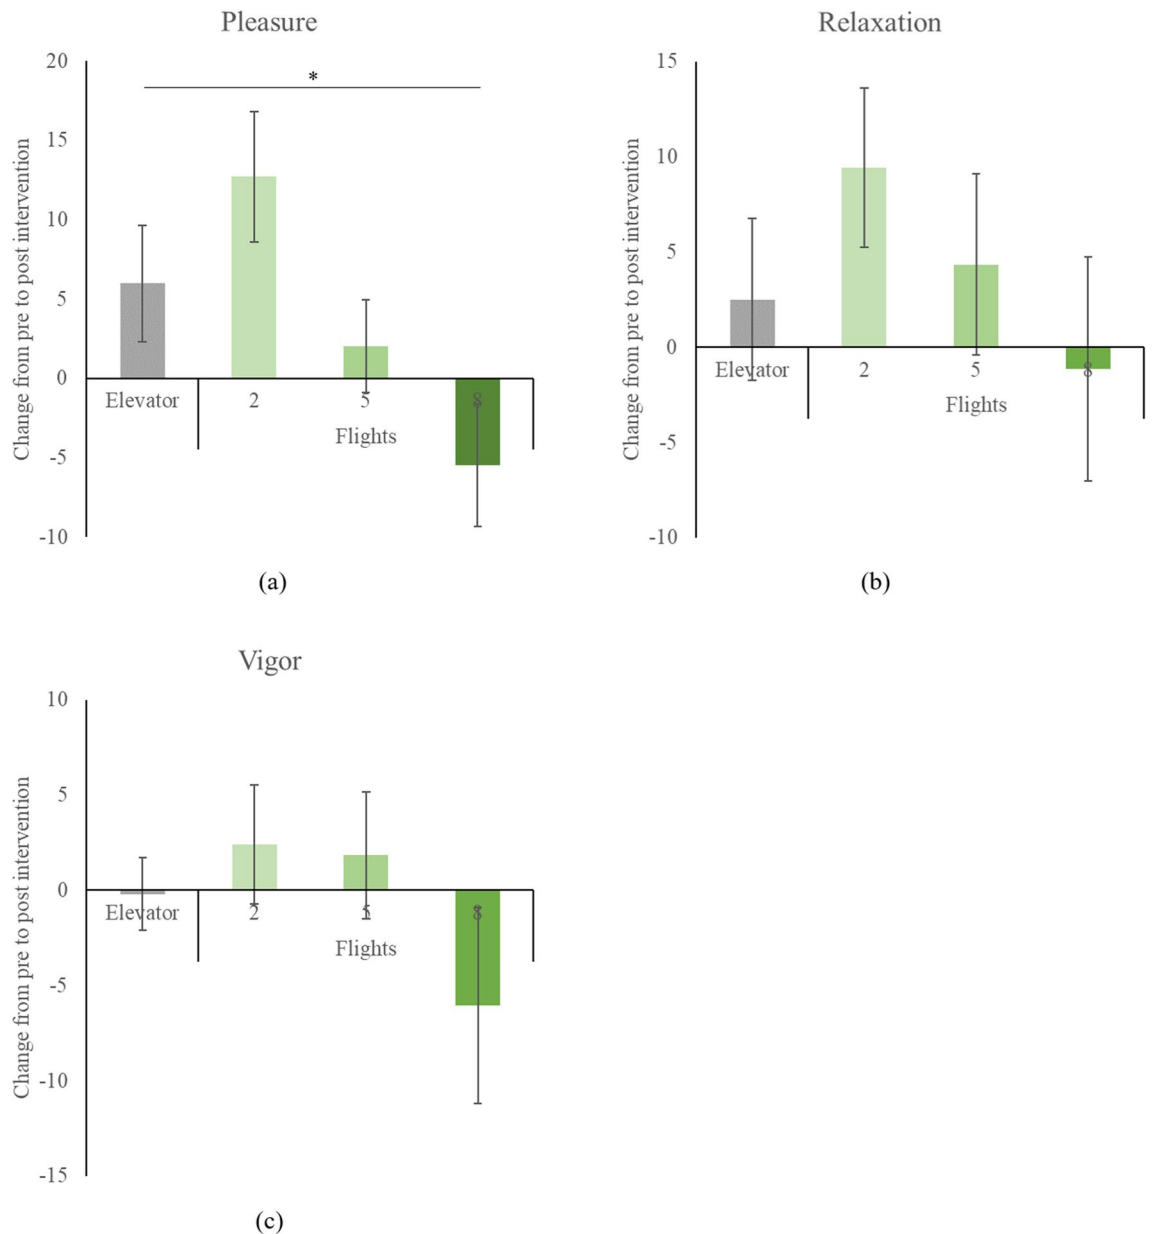 Pleasure
*
20
15
10
5
0
-5
-10
Change from pre to post intervention
Elevator 2 5 8
Flights
(a)
Relaxation
15
10
5
0
-5
-10
Change from pre to post intervention
Elevator 2 5 8
Flights
(b)
Vigor
10
5
0
-5
-10
-15
Change from pre to post intervention
Elevator 2 5 8
Flights
(c)